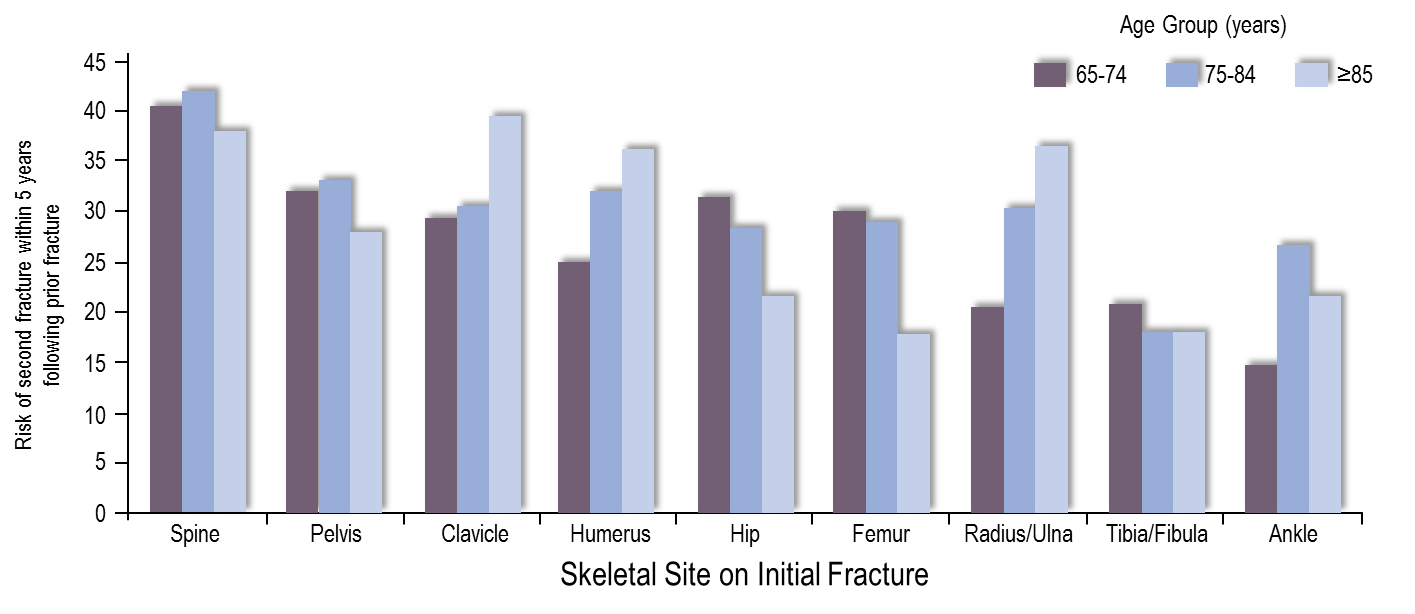 Age Group (years)
65-74 75-84 ≥85
Risk of second fracture within 5 years
following prior fracture
45
40
35
30
25
20
15
10
5
0
Spine Pelvis Clavicle Humerus Hip Femur Radius/Ulna Tibia/Fibula Ankle
Skeletal Site on Initial Fracture